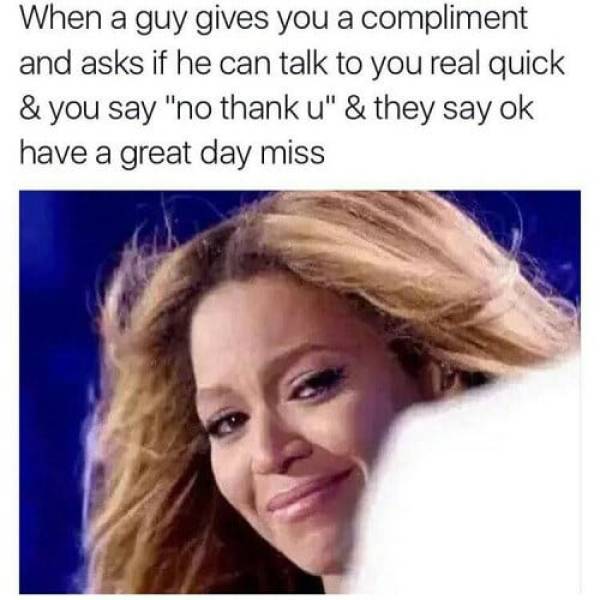 When a guy gives you a compliment
and asks if he can talk to you real quick
& you say "no thank u" & they say ok
have a great day miss